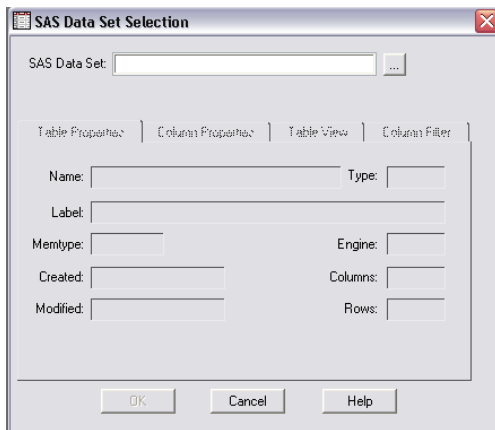 SAS Data Set Selection
SAS Data Set: ...
Table Properties Column Properties Table View Column Filter
Name: Type:
Label:
Memtype: Engine:
Created: Columns:
Modified: Rows:
OK Cancel Help